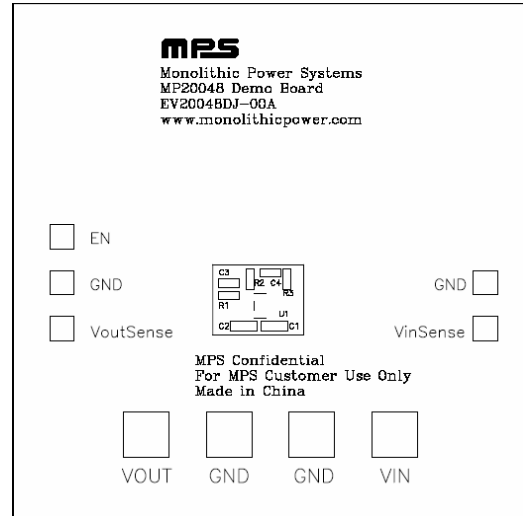 MPS
Monolithic Power Systems
MP20048 Demo Board
EV20048DJ-00A
www.monolithicpower.com
EN
GND
VoutSense
C3
R2 C4
R3
R1
U1
C2 C1
GND
VinSense
MPS Confidential
For MPS Customer Use Only
Made in China
VOUT GND GND VIN